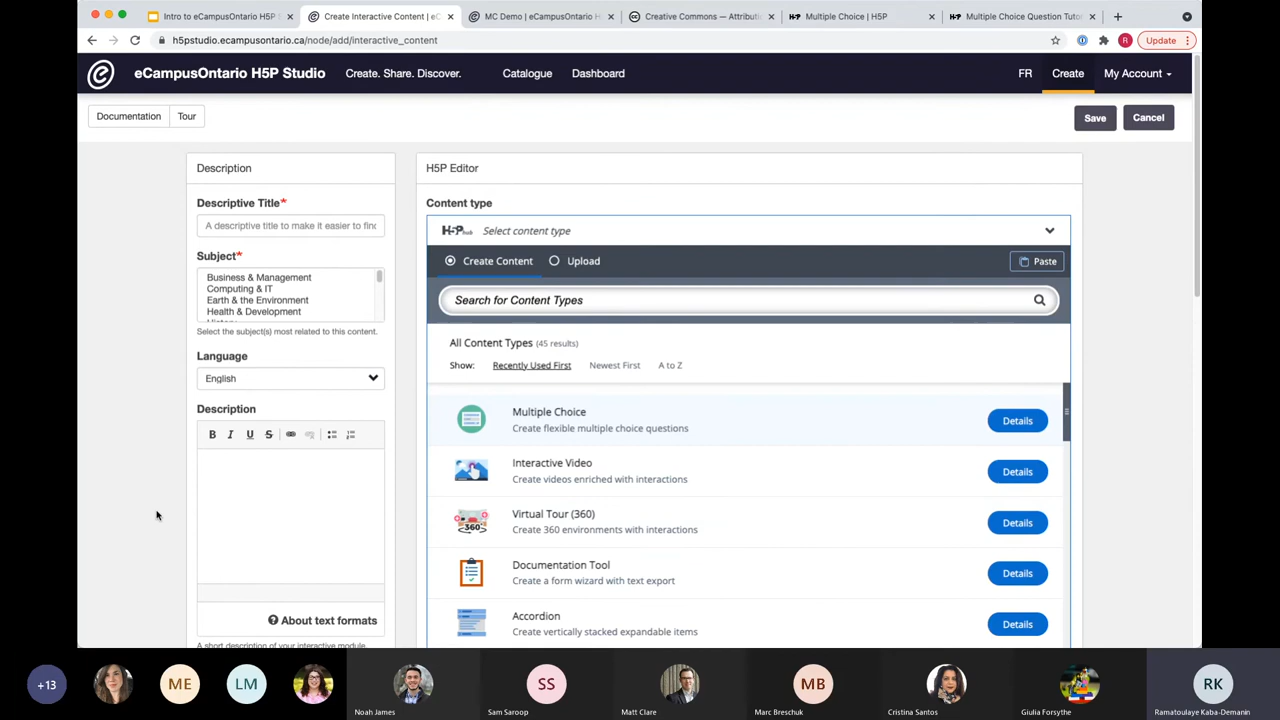 Intro to eCampusOntario H5P
Create Interactive Content | eC
MC Demo | eCampusOntario H
Creative Commons — Attributi
H-P Multiple Choice | H5P
H-P Multiple Choice Question Tuto
h5pstudio.ecampusontario.ca/node/add/interactive_content
R
Update
eCampusOntario H5P Studio
Create. Share. Discover.
Catalogue
Dashboard
FR
Create
My Account
Documentation
Tour
Save
Cancel
Description
Descriptive Title*
A descriptive title to make it easier to find
Subject*
Business & Management
Computing & IT
Earth & the Environment
Health & Development
Select the subject(s) most related to this content.
Language
English
Description
B I U S
? About text formats
A short description of your interactive module.
H5P Editor
Content type
H5P hub Select content type
Create Content
Upload
Paste
Search for Content Types
All Content Types (45 results)
Show: Recently Used First Newest First A to Z
Multiple Choice
Create flexible multiple choice questions
Details
Interactive Video
Create videos enriched with interactions
Details
360
Virtual Tour (360)
Create 360 environments with interactions
Details
Documentation Tool
Create a form wizard with text export
Details
Accordion
Create vertically stacked expandable items
Details
+13
ME
LM
Noah James
SS
Sam Saroop
Matt Clare
MB
Marc Breschuk
Cristina Santos
Giulia Forsythe
RK
Ramatoulaye Kaba-Demanin